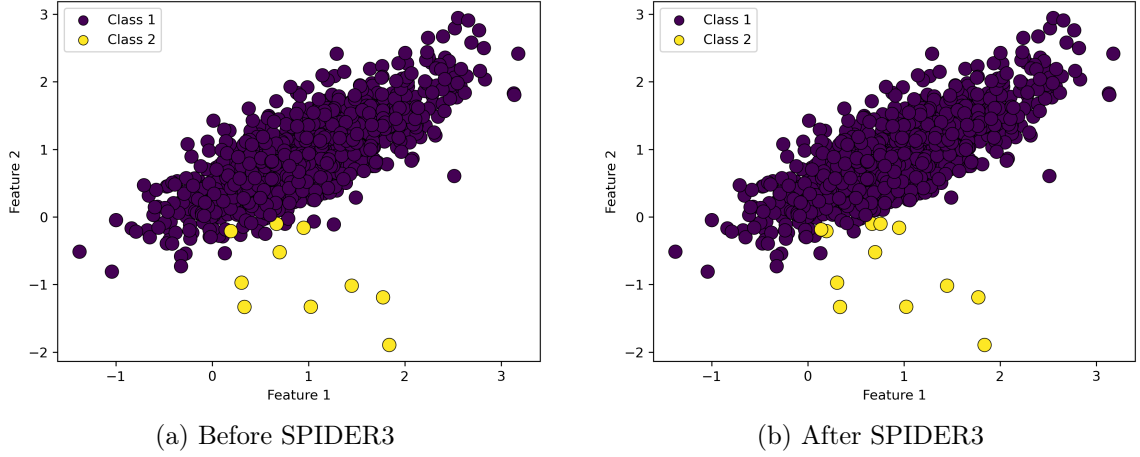 Class 1
Class 2
Feature 2
3
2
1
0
−1
−2
−1
0
1
2
3
Feature 1
(a) Before SPIDER3
Class 1
Class 2
Feature 2
3
2
1
0
−1
−2
−1
0
1
2
3
Feature 1
(b) After SPIDER3